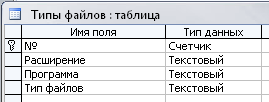 Типы файлов : таблица
Имя поля Тип данных
№ Счетчик
Расширение Текстовый
Программа Текстовый
Тип файлов Текстовый